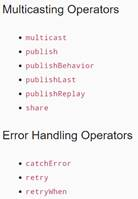 Multicasting Operators
multicast
publish
publishBehavior
publishLast
publishReplay
share
Error Handling Operators
catchError
retry
retryWhen